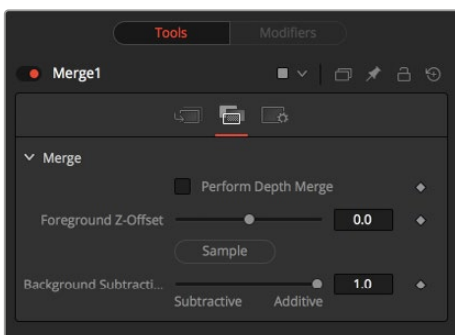 Tools Modifiers
Merge1
Merge
Perform Depth Merge
Foreground Z-Offset 0.0
Sample
Background Subtracti... 1.0
Subtractive Additive